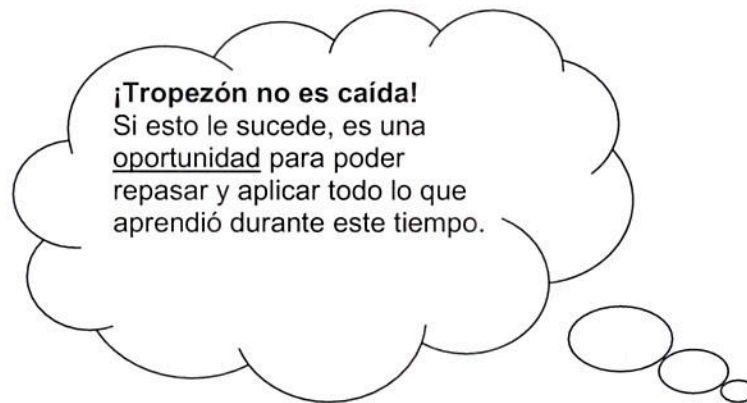 ¡Tropezón no es caída!
Si esto le sucede, es una
oportunidad para poder
repasar y aplicar todo lo que
aprendió durante este tiempo.